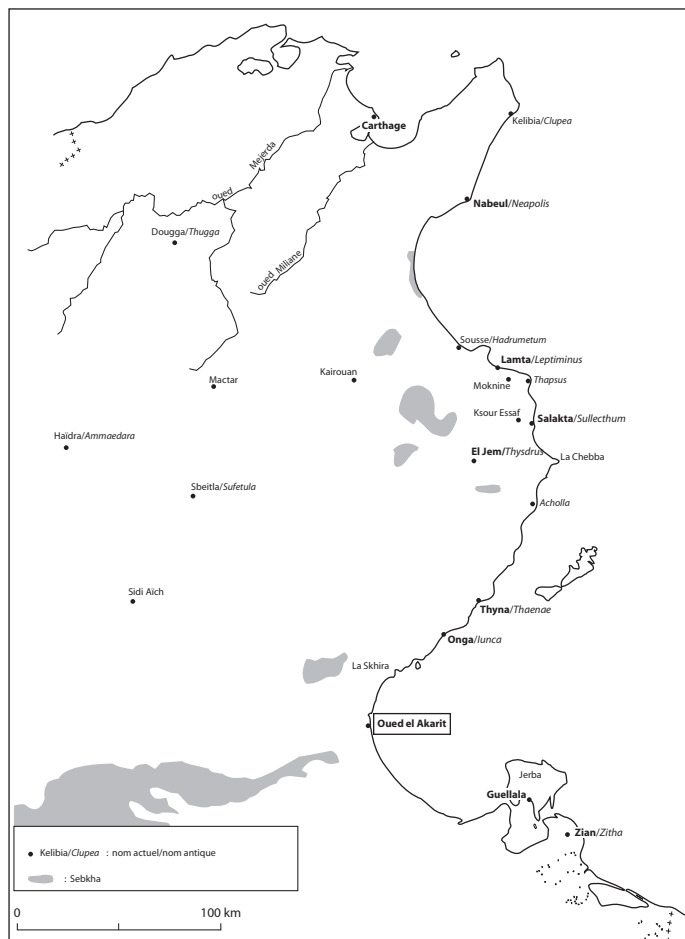 Carthage
Kelibia/Clupea
oued Mejerda
Nabeul/Neapolis
Dougga/Thugga
oued Miliane
Sousse/Hadrumetum
Lamta/Leptiminus
Kairouan
Moknine
Thapsus
Mactar
Ksour Essaf
Salakta/Sullecthum
Haïdra/Ammaedara
El Jem/Thysdrus
La Chebba
Sbeitla/Sufetula
Acholla
Sidi Aïch
Thyna/Thaenae
Onga/Iunca
La Skhira
Oued el Akarit
Jerba
Guellala
Zian/Zitha
Kelibia/Clupea : nom actuel/nom antique
: Sebkha
0 100 km